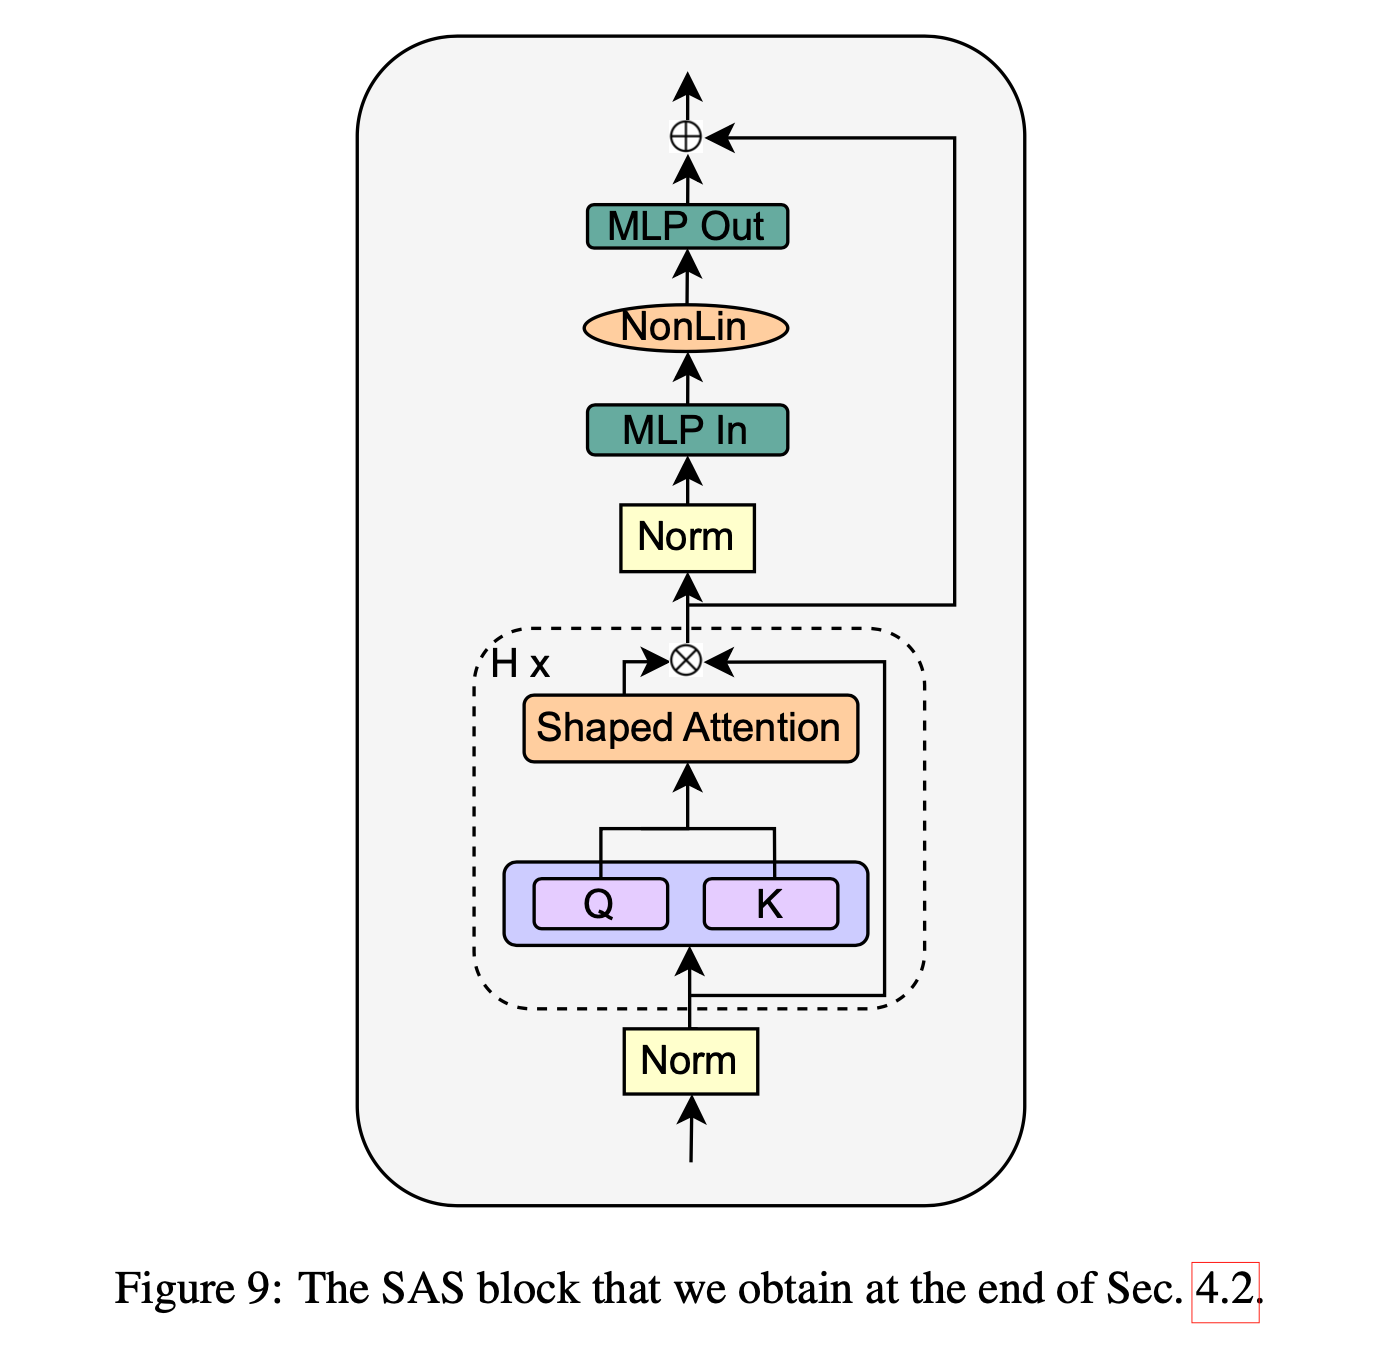 MLP Out
NonLin
MLP In
Norm
H x
Shaped Attention
Q K
Norm
Figure 9: The SAS block that we obtain at the end of Sec. 4.2.